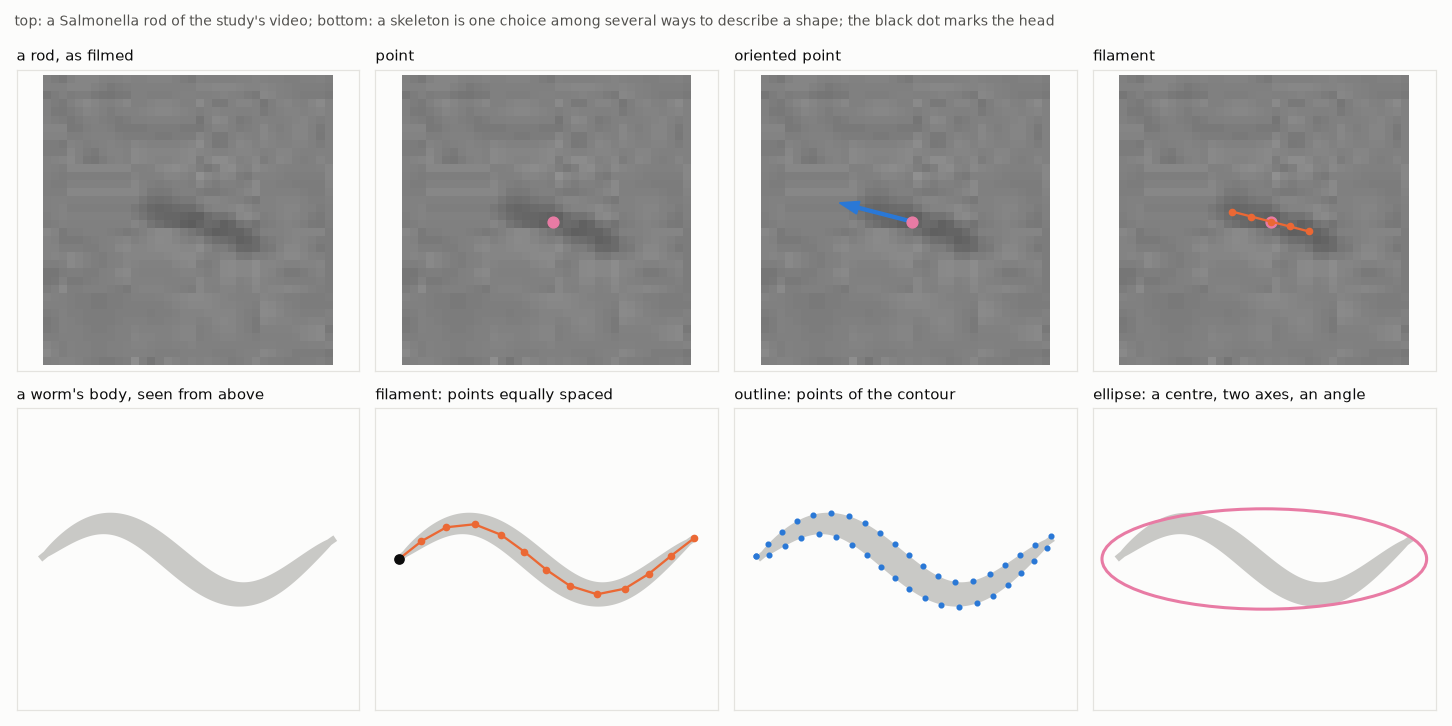 top: a Salmonella rod of the study's video; bottom: a skeleton is one choice among several ways to describe a shape; the black dot marks the head
a rod, as filmed
point
oriented point
filament
a worm's body, seen from above
filament: points equally spaced
outline: points of the contour
ellipse: a centre, two axes, an angle